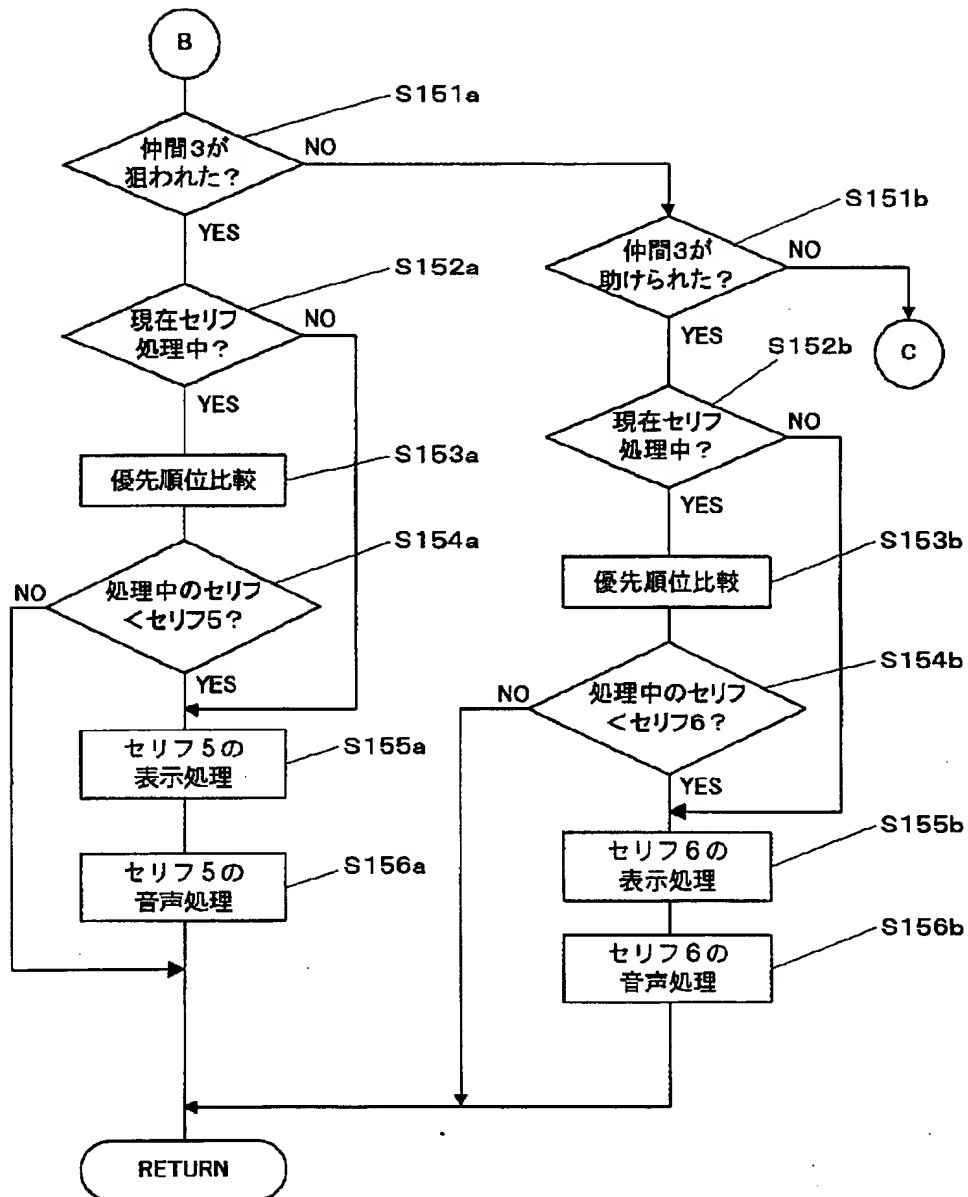 B
S151a
仲間3が
狙われた?
NO
YES
S151b
仲間3が
助けられた?
NO
YES
C
S152a
現在セリフ
処理中?
NO
YES
S152b
現在セリフ
処理中?
NO
YES
S153a
優先順位比較
S153b
優先順位比較
S154a
処理中のセリフ
<セリフ5?
NO
YES
S154b
処理中のセリフ
<セリフ6?
NO
YES
S155a
セリフ5の
表示処理
S155b
セリフ6の
表示処理
S156a
セリフ5の
音声処理
S156b
セリフ6の
音声処理
RETURN